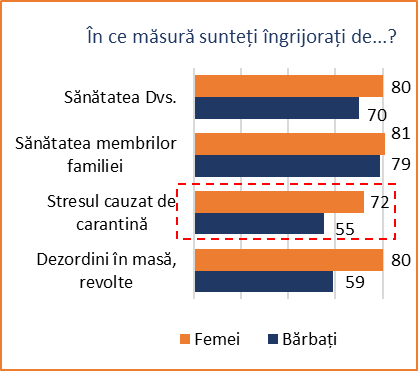 În ce măsură sunteți îngrijorați de...?
Sănătatea Dvs.
80
70
Sănătatea membrilor
familiei
81
79
Stresul cauzat de
carantină
72
55
Dezordini în masă,
revolte
80
59
Femei
Bărbați